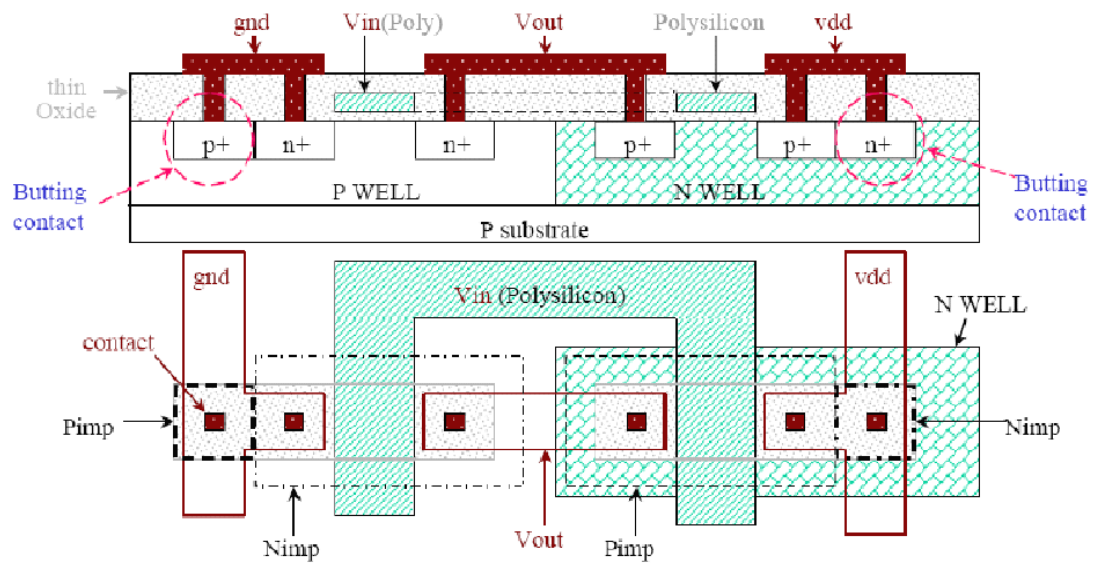 gnd
Vin(Poly)
Vout
Polysilicon
vdd
thin
Oxide
p+
n+
n+
p+
p+
n+
Butting
contact
P WELL
N WELL
Butting
contact
P substrate
gnd
Vin (Polysilicon)
vdd
N WELL
contact
Pimp
Nimp
Nimp
Vout
Pimp